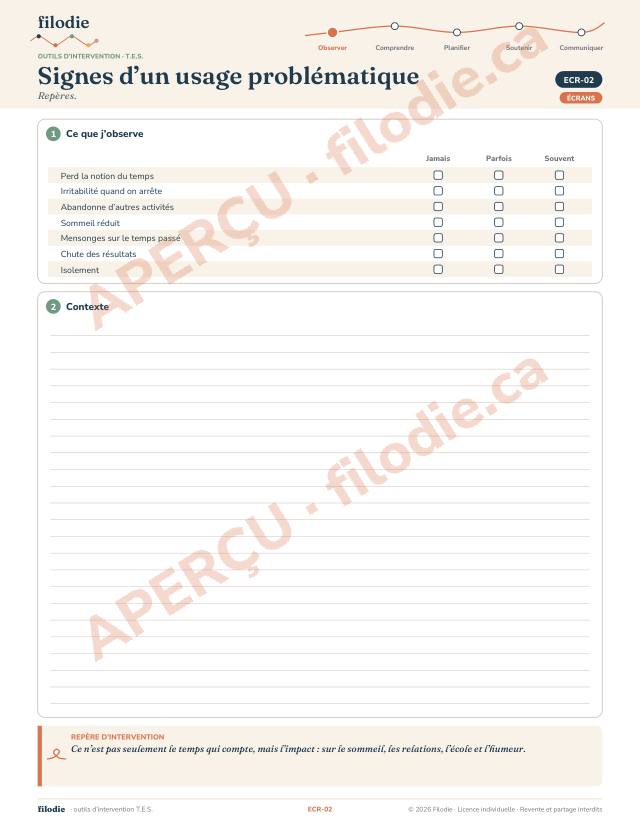 filodie
OUTILS D'INTERVENTION · T.E.S.
Observer Comprendre Planifier Soutenir Communiquer
Signes d'un usage problématique
Repères.
ECR-02
ÉCRANS
1 Ce que j'observe
Jamais Parfois Souvent
Perd la notion du temps
Irritabilité quand on arrête
Abandonne d'autres activités
Sommeil réduit
Mensonges sur le temps passé
Chute des résultats
Isolement
APERÇU · filodie.ca
2 Contexte
APERÇU · filodie.ca
REPÈRE D'INTERVENTION
Ce n'est pas seulement le temps qui compte, mais l'impact : sur le sommeil, les relations, l'école et l'humeur.
filodie · outils d'intervention T.E.S. ECR-02 © 2026 Filodie · Licence individuelle · Revente et partage interdits